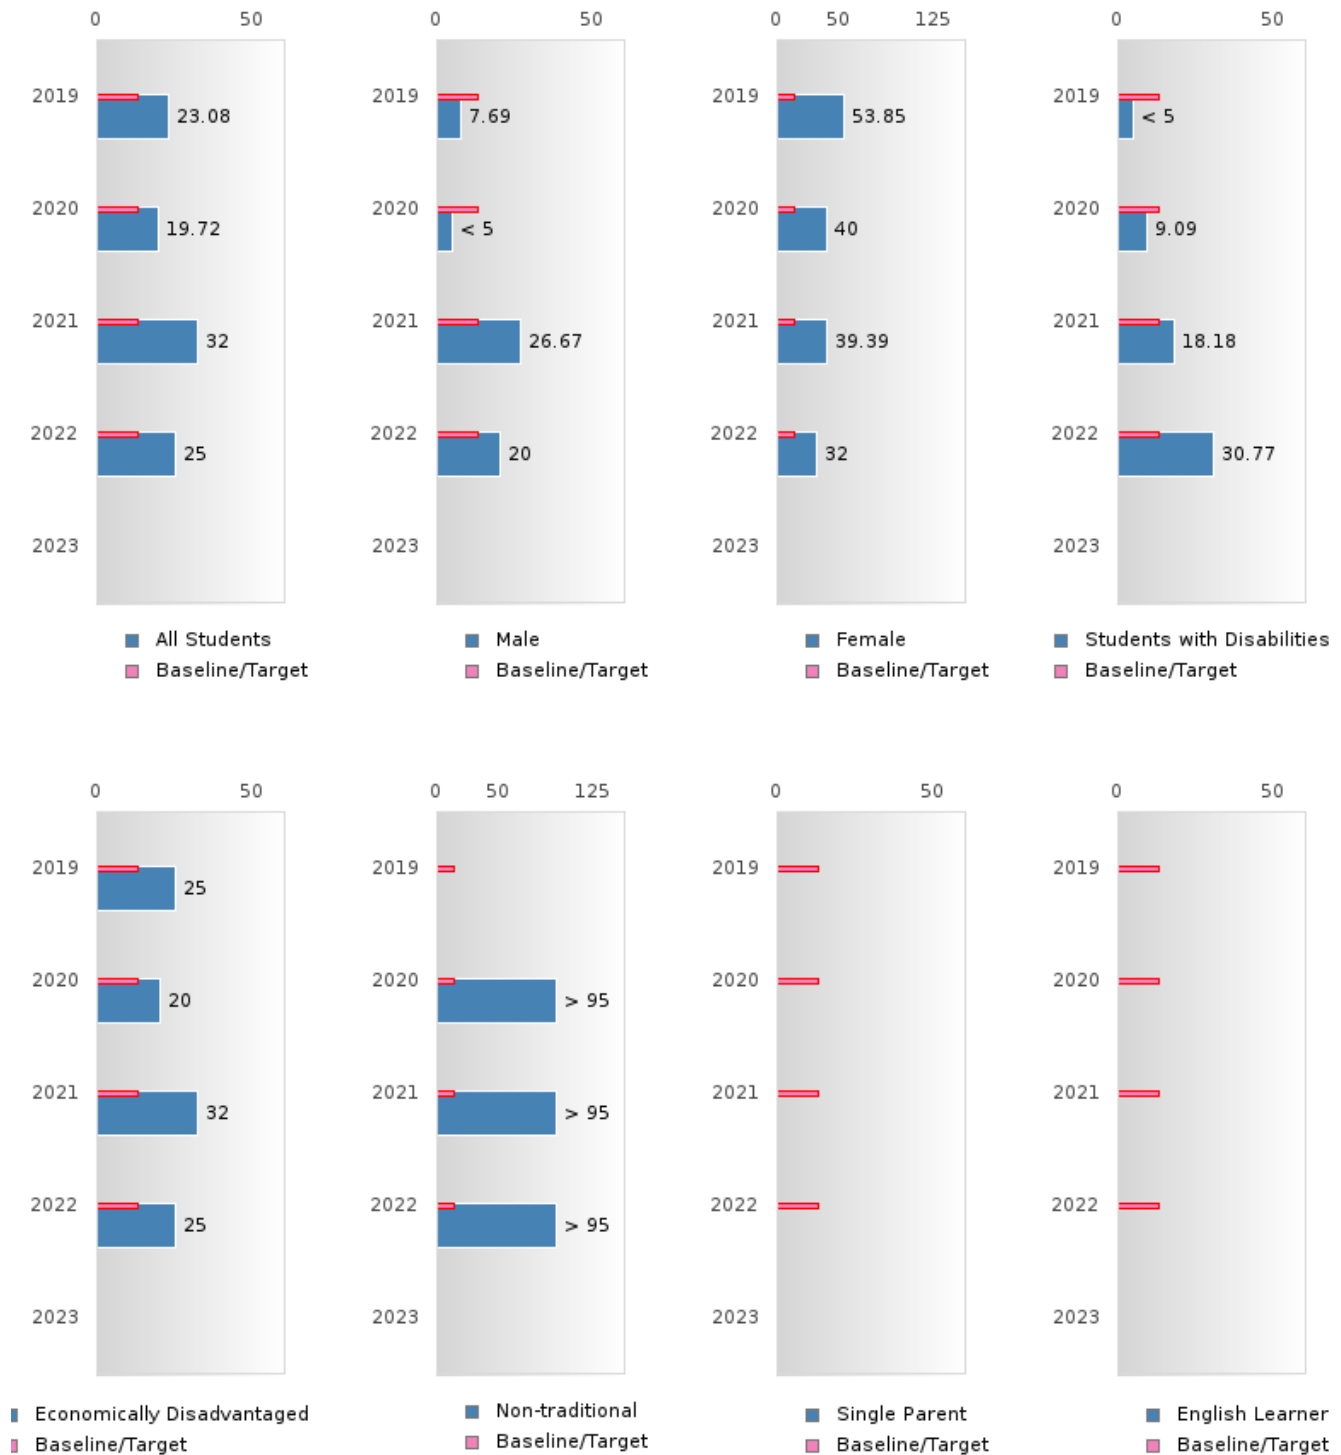 0 50 0 50 0 50 125 0 50
2019 23.08 2019 7.69 2019 53.85 2019 < 5
2020 19.72 2020 < 5 2020 40 2020 9.09
2021 32 2021 26.67 2021 39.39 2021 18.18
2022 25 2022 20 2022 32 2022 30.77
2023 2023 2023 2023
All Students Male Female Students with Disabilities
Baseline/Target Baseline/Target Baseline/Target Baseline/Target
0 50 0 50 125 0 50 0 50
2019 25 2019 2019 2019
2020 20 2020 > 95 2020 2020
2021 32 2021 > 95 2021 2021
2022 25 2022 > 95 2022 2022
2023 2023 2023 2023
Economically Disadvantaged Non-traditional Single Parent English Learner
Baseline/Target Baseline/Target Baseline/Target Baseline/Target